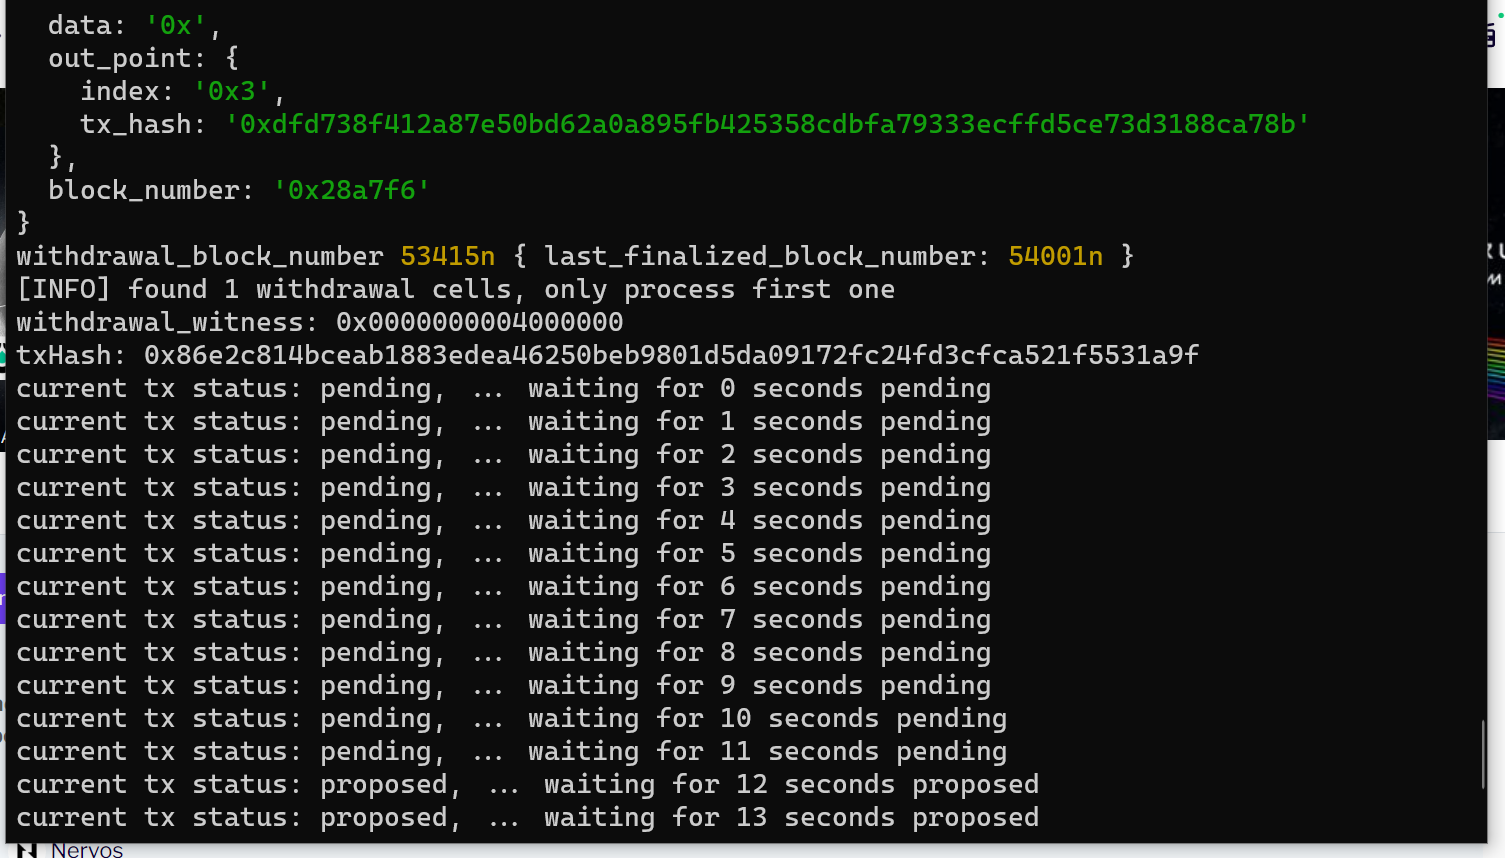 data: '0x',
out_point: {
index: '0x3',
tx_hash: '0xdfd738f412a87e50bd62a0a895fb425358cdbfa79333ecffd5ce73d3188ca78b'
},
block_number: '0x28a7f6'
}
withdrawal_block_number 53415n { last_finalized_block_number: 54001n }
[INFO] found 1 withdrawal cells, only process first one
withdrawal_witness: 0x0000000004000000
txHash: 0x86e2c814bceab1883edea46250beb9801d5da09172fc24fd3cfca521f5531a9f
current tx status: pending, ... waiting for 0 seconds pending
current tx status: pending, ... waiting for 1 seconds pending
current tx status: pending, ... waiting for 2 seconds pending
current tx status: pending, ... waiting for 3 seconds pending
current tx status: pending, ... waiting for 4 seconds pending
current tx status: pending, ... waiting for 5 seconds pending
current tx status: pending, ... waiting for 6 seconds pending
current tx status: pending, ... waiting for 7 seconds pending
current tx status: pending, ... waiting for 8 seconds pending
current tx status: pending, ... waiting for 9 seconds pending
current tx status: pending, ... waiting for 10 seconds pending
current tx status: pending, ... waiting for 11 seconds pending
current tx status: proposed, ... waiting for 12 seconds proposed
current tx status: proposed, ... waiting for 13 seconds proposed
Nervos